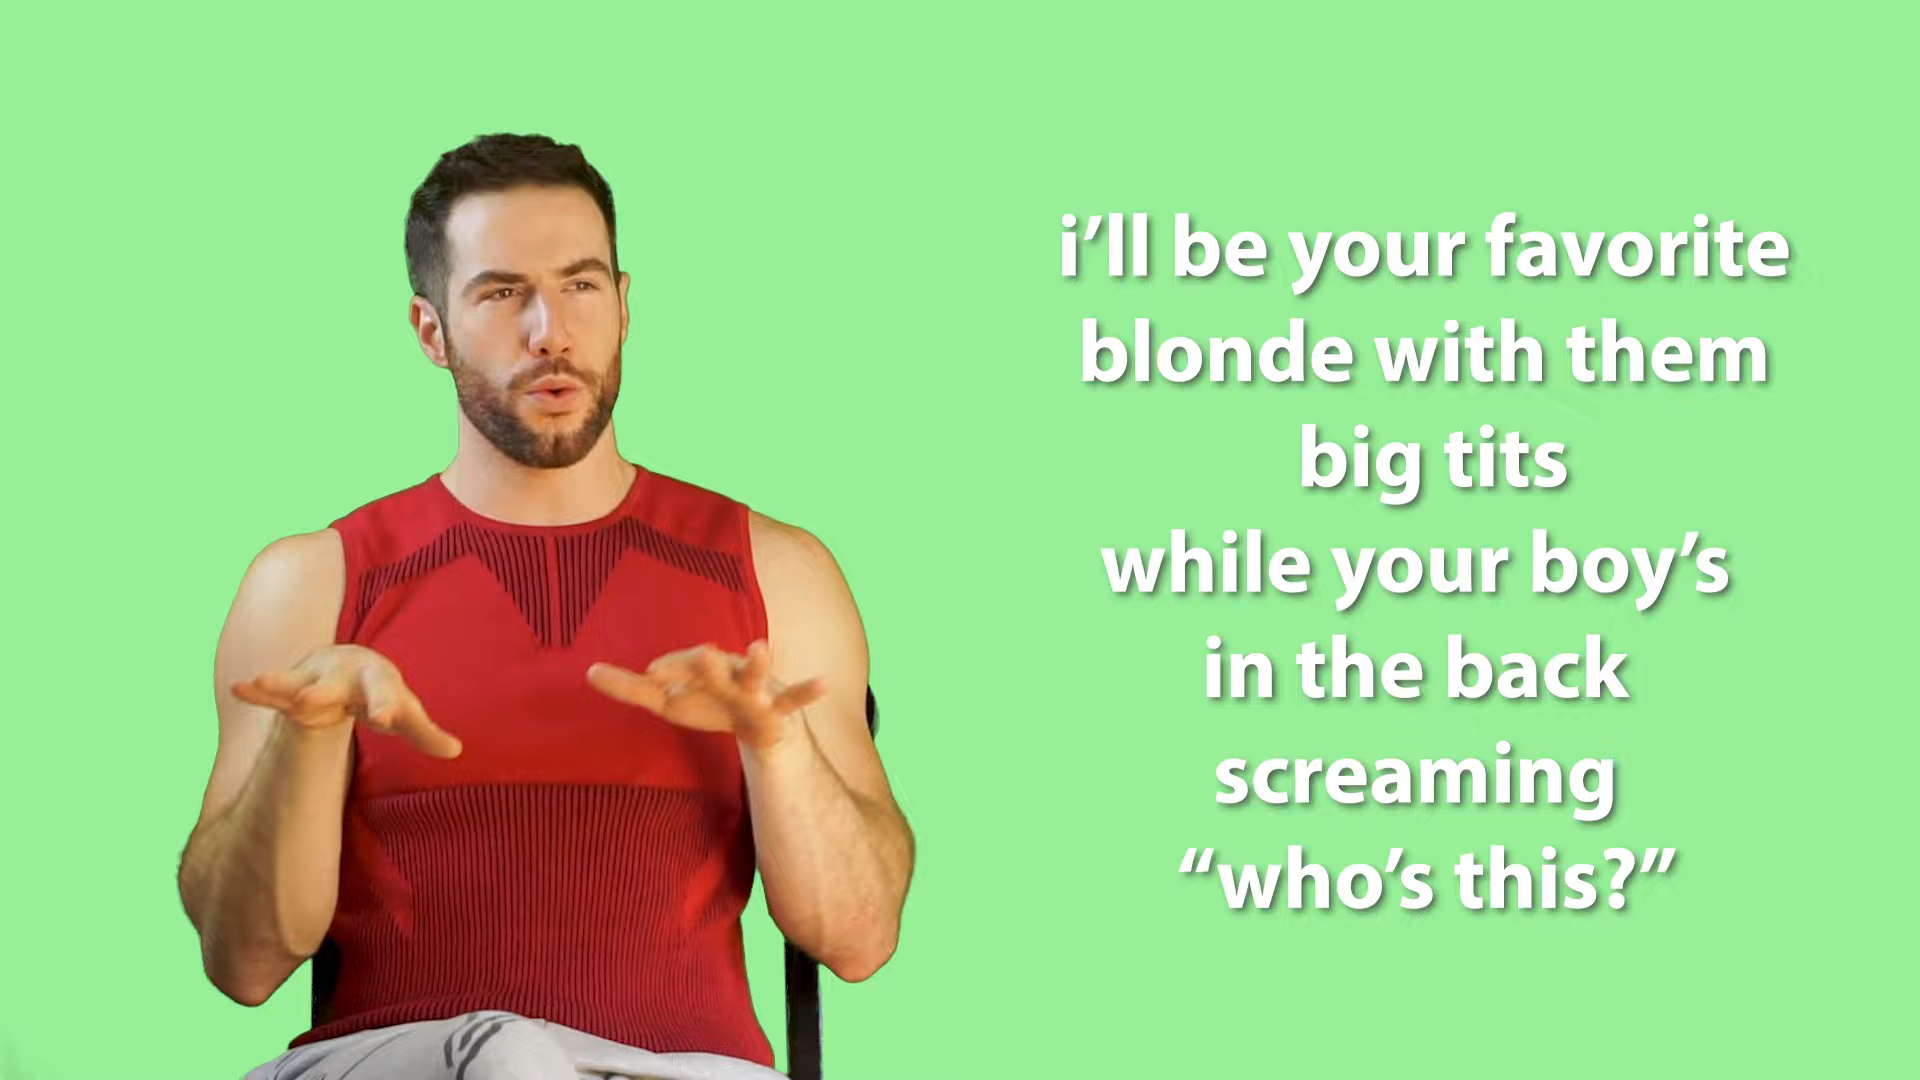 i’ll be your favorite
blonde with them
big tits
while your boy’s
in the back
screaming
“who’s this?”